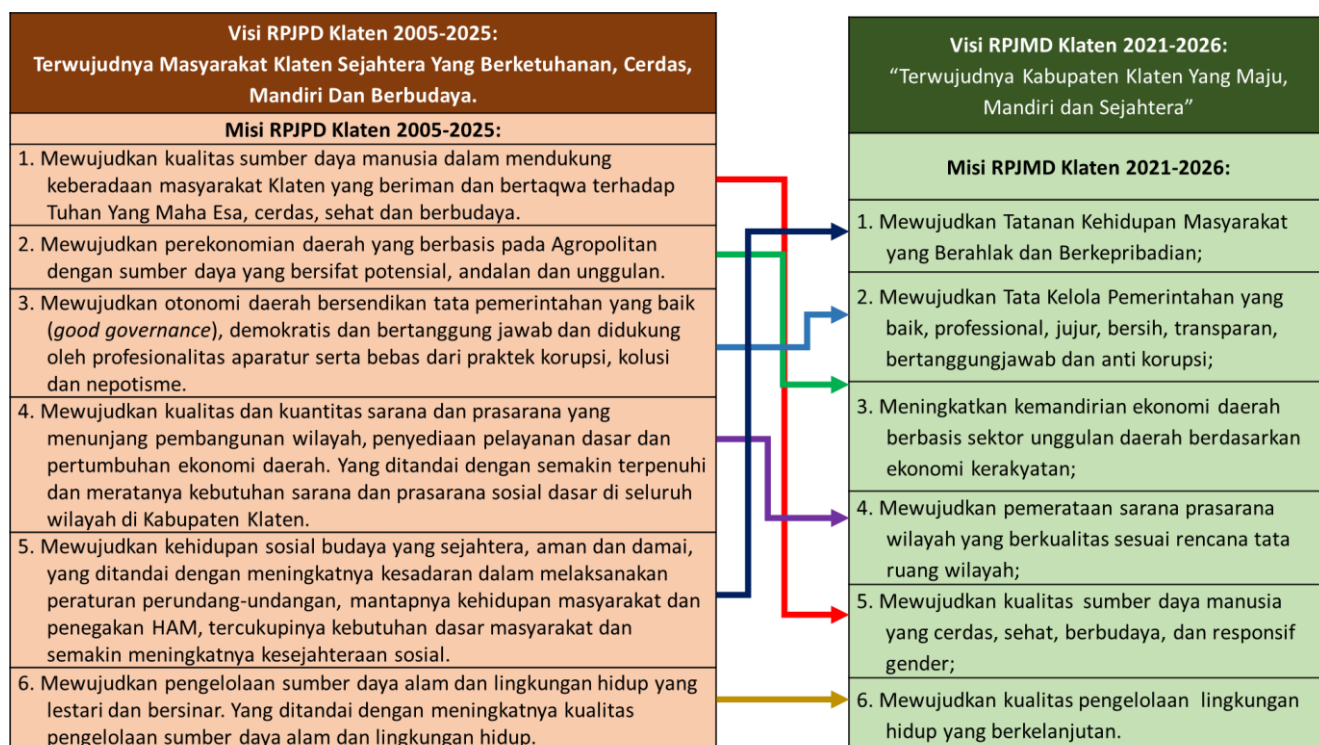 Visi RPJPD Klaten 2005-2025:
Terwujudnya Masyarakat Klaten Sejahtera Yang Berketuhanan, Cerdas,
Mandiri Dan Berbudaya.
Misi RPJPD Klaten 2005-2025:
1. Mewujudkan kualitas sumber daya manusia dalam mendukung
keberadaan masyarakat Klaten yang beriman dan bertaqwa terhadap
Tuhan Yang Maha Esa, cerdas, sehat dan berbudaya.
2. Mewujudkan perekonomian daerah yang berbasis pada Agropolitan
dengan sumber daya yang bersifat potensial, andalan dan unggulan.
3. Mewujudkan otonomi daerah bersendikan tata pemerintahan yang baik
(good governance), demokratis dan bertanggung jawab dan didukung
oleh profesionalitas aparatur serta bebas dari praktek korupsi, kolusi
dan nepotisme.
4. Mewujudkan kualitas dan kuantitas sarana dan prasarana yang
menunjang pembangunan wilayah, penyediaan pelayanan dasar dan
pertumbuhan ekonomi daerah. Yang ditandai dengan semakin terpenuhi
dan meratanya kebutuhan sarana dan prasarana sosial dasar di seluruh
wilayah di Kabupaten Klaten.
5. Mewujudkan kehidupan sosial budaya yang sejahtera, aman dan damai,
yang ditandai dengan meningkatnya kesadaran dalam melaksanakan
peraturan perundang-undangan, mantapnya kehidupan masyarakat dan
penegakan HAM, tercukupinya kebutuhan dasar masyarakat dan
semakin meningkatnya kesejahteraan sosial.
6. Mewujudkan pengelolaan sumber daya alam dan lingkungan hidup yang
lestari dan bersinar. Yang ditandai dengan meningkatnya kualitas
pengelolaan sumber daya alam dan lingkungan hidup.
Visi RPJMD Klaten 2021-2026:
“Terwujudnya Kabupaten Klaten Yang Maju,
Mandiri dan Sejahtera”
Misi RPJMD Klaten 2021-2026:
1. Mewujudkan Tatanan Kehidupan Masyarakat
yang Berahlak dan Berkepribadian;
2. Mewujudkan Tata Kelola Pemerintahan yang
baik, professional, jujur, bersih, transparan,
bertanggungjawab dan anti korupsi;
3. Meningkatkan kemandirian ekonomi daerah
berbasis sektor unggulan daerah berdasarkan
ekonomi kerakyatan;
4. Mewujudkan pemerataan sarana prasarana
wilayah yang berkualitas sesuai rencana tata
ruang wilayah;
5. Mewujudkan kualitas sumber daya manusia
yang cerdas, sehat, berbudaya, dan responsif
gender;
6. Mewujudkan kualitas pengelolaan lingkungan
hidup yang berkelanjutan.